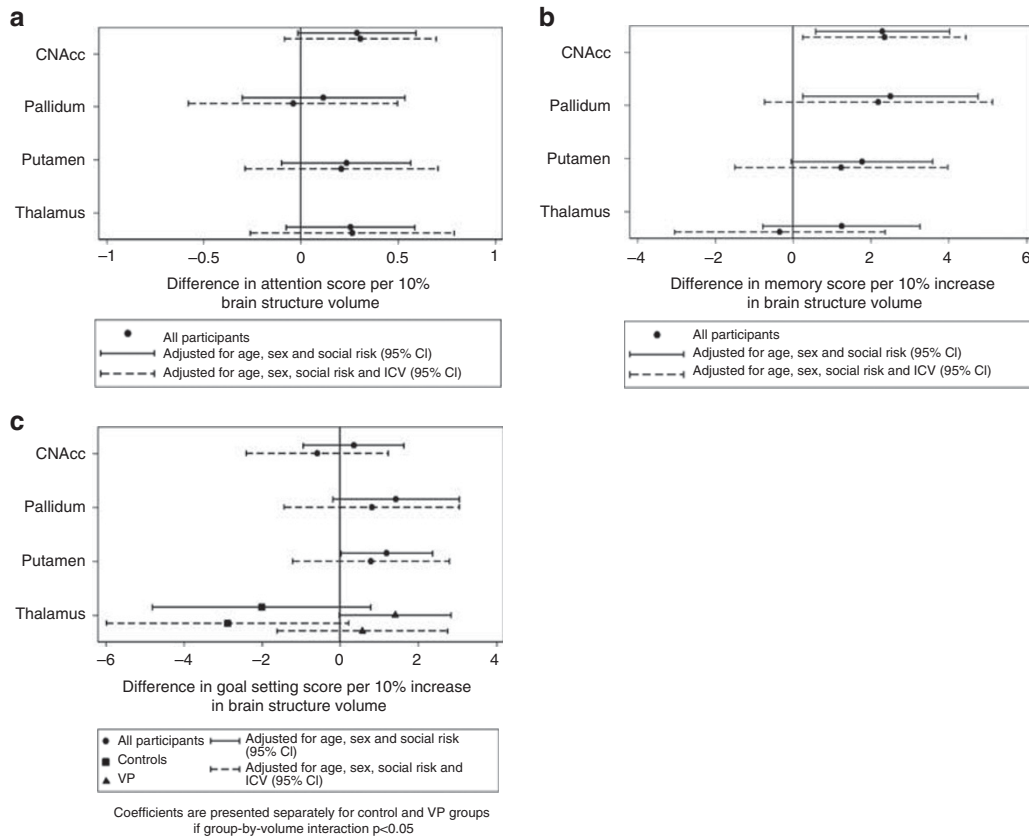 a
CNAcc
Pallidum
Putamen
Thalamus
−1
−0.5
0
0.5
1
Difference in attention score per 10%
brain structure volume
All participants
Adjusted for age, sex and social risk (95% CI)
Adjusted for age, sex, social risk and ICV (95% CI)
b
CNAcc
Pallidum
Putamen
Thalamus
−4
−2
0
2
4
6
Difference in memory score per 10% increase
in brain structure volume
All participants
Adjusted for age, sex and social risk (95% CI)
Adjusted for age, sex, social risk and ICV (95% CI)
c
CNAcc
Pallidum
Putamen
Thalamus
−6
−4
−2
0
2
4
Difference in goal setting score per 10% increase
in brain structure volume
All participants
Controls
VP
Adjusted for age, sex and social risk
(95% CI)
Adjusted for age, sex, social risk and
ICV (95% CI)
Coefficients are presented separately for control and VP groups
if group-by-volume interaction p<0.05